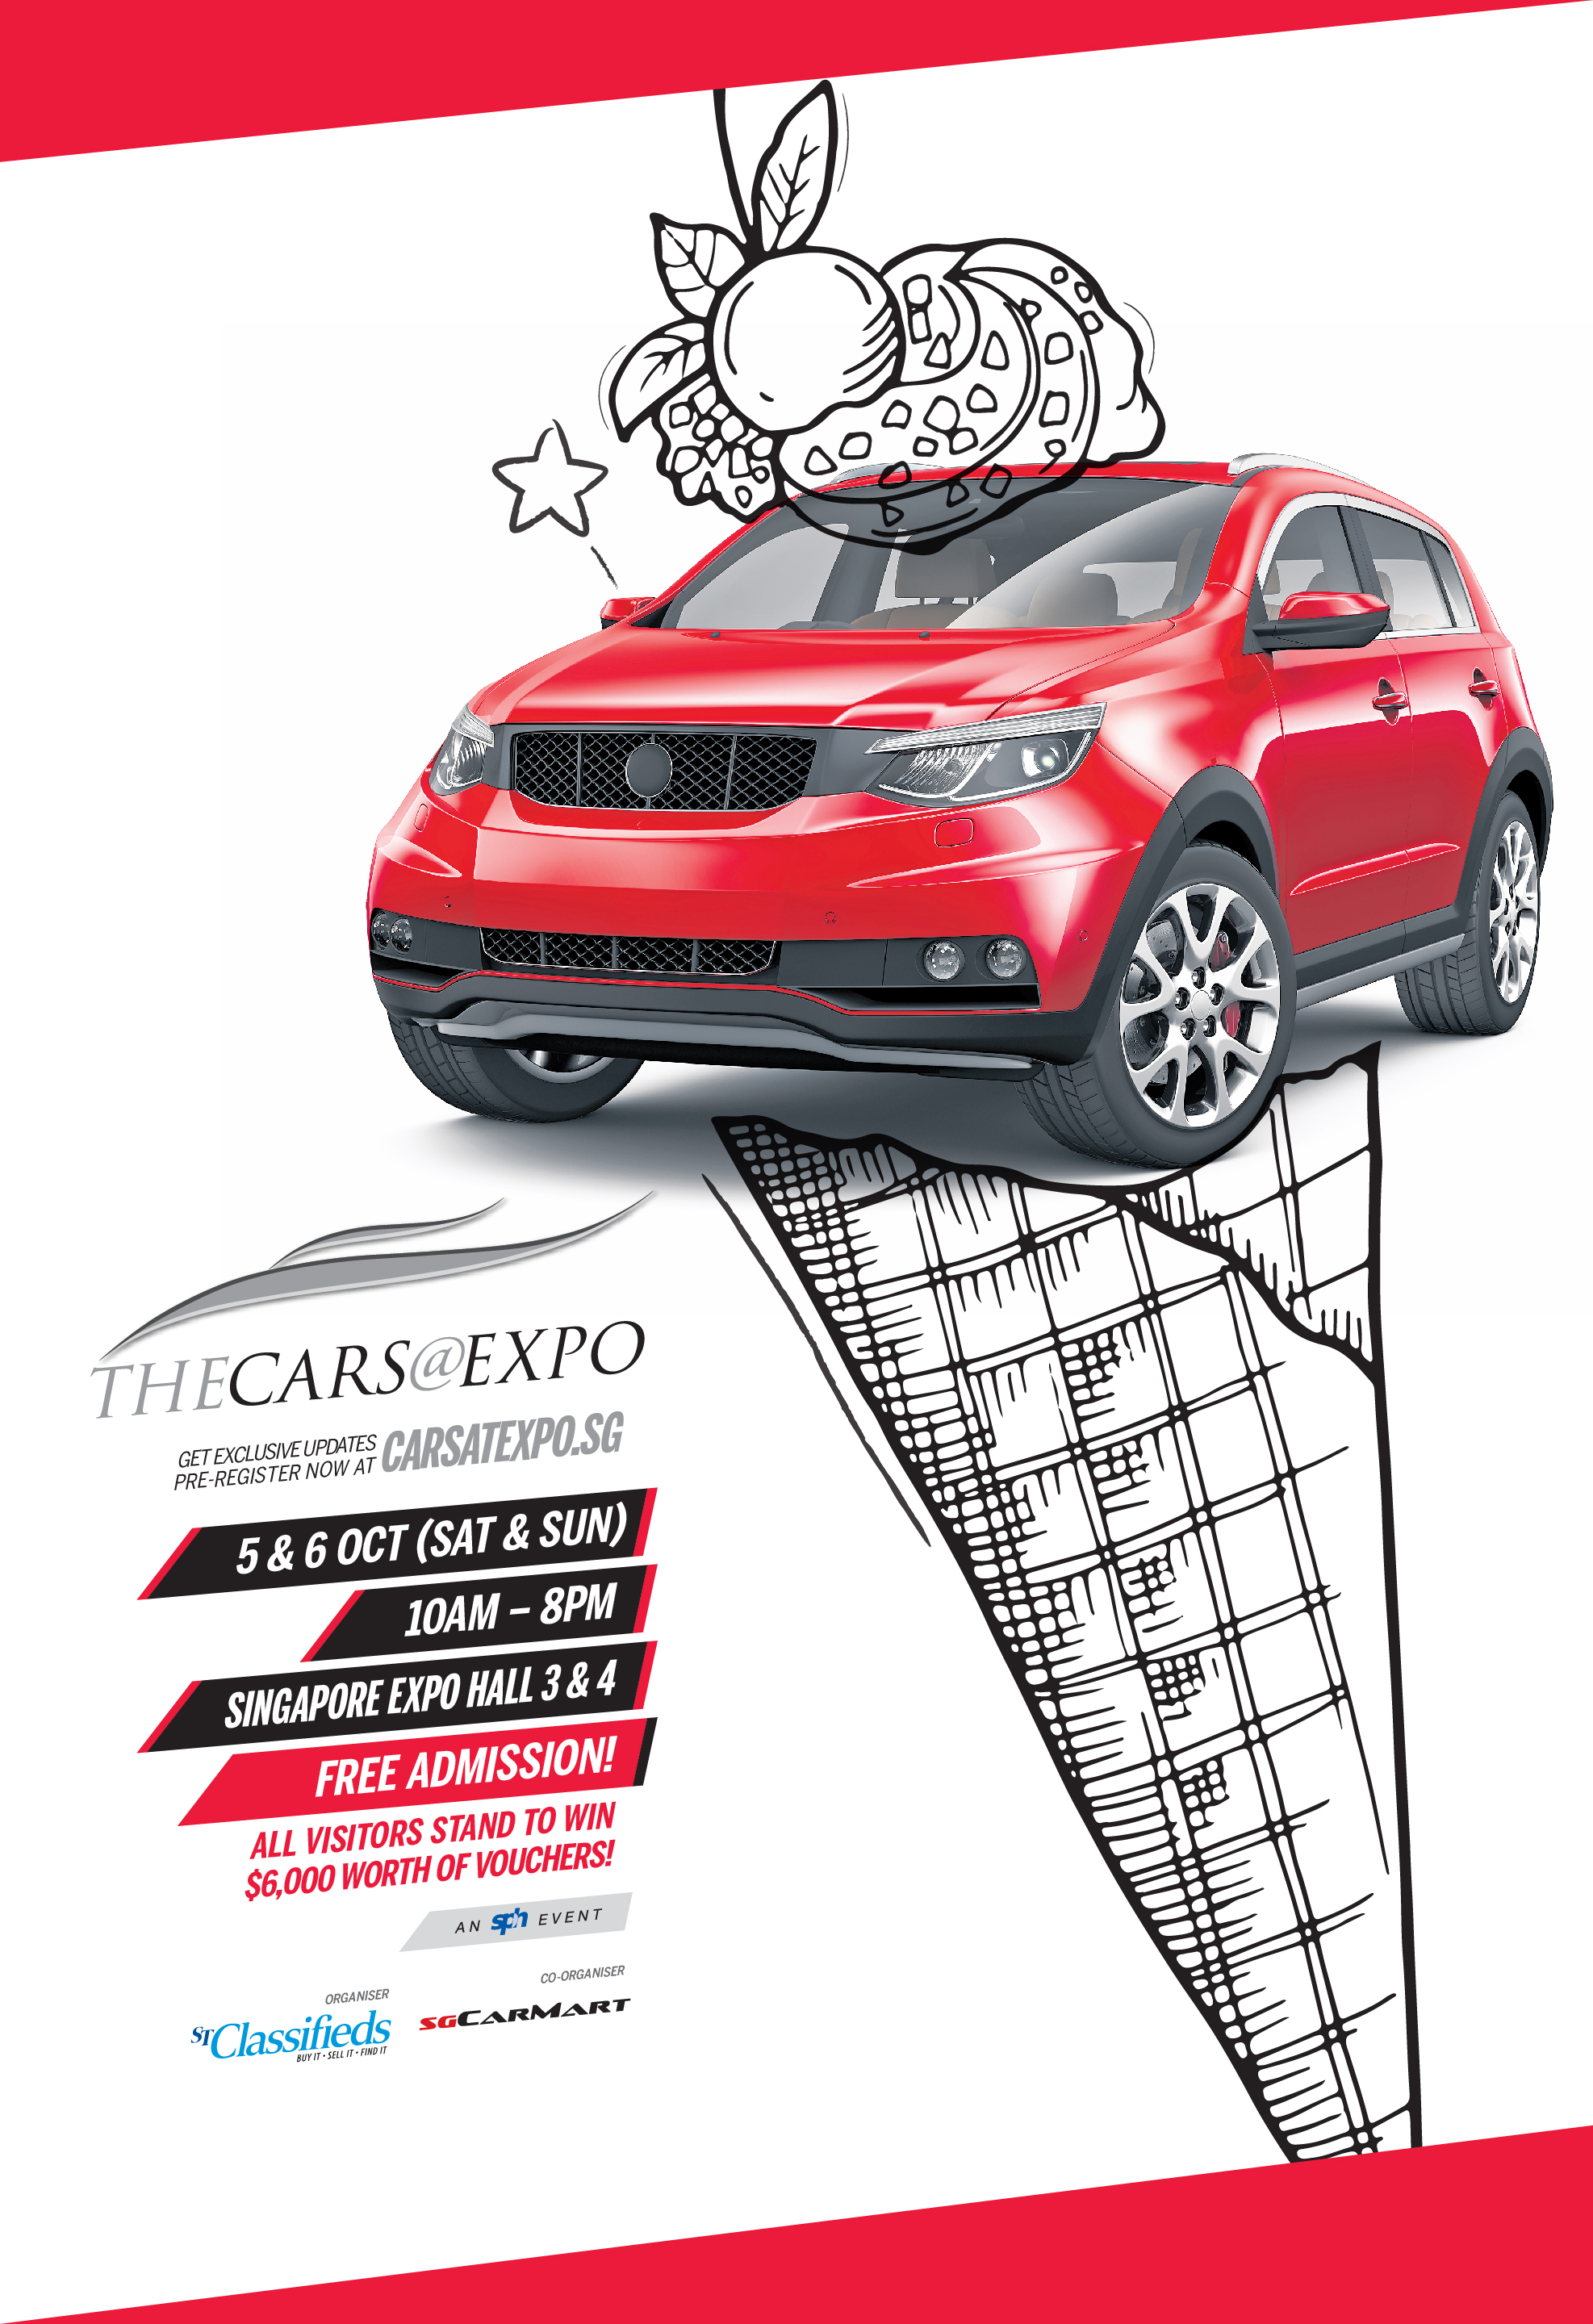 THECARS@EXPO
GET EXCLUSIVE UPDATES
PRE-REGISTER NOW AT CARSATEXPO.SG
5 & 6 OCT (SAT & SUN)
10AM – 8PM
SINGAPORE EXPO HALL 3 & 4
FREE ADMISSION!
ALL VISITORS STAND TO WIN
$6,000 WORTH OF VOUCHERS!
AN sph EVENT
ORGANISER
STClassifieds
BUY IT • SELL IT • FIND IT
CO-ORGANISER
SGCARMART